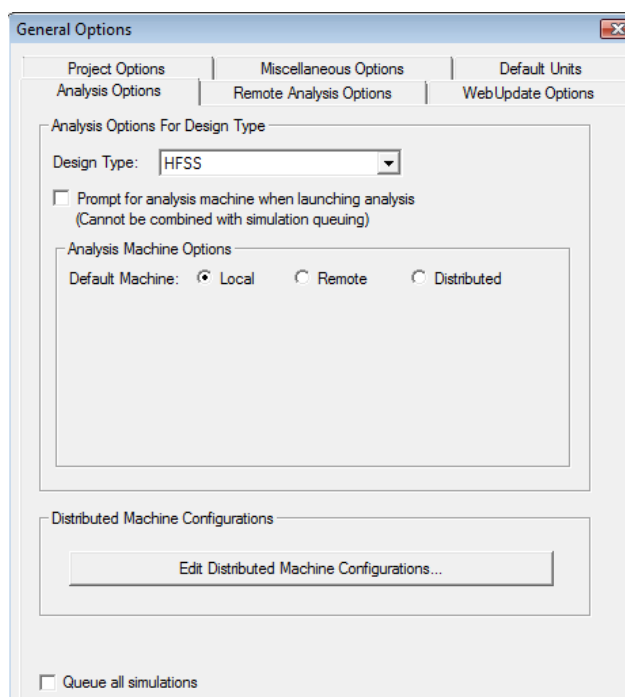 General Options
Project Options Miscellaneous Options Default Units
Analysis Options Remote Analysis Options WebUpdate Options
Analysis Options For Design Type
Design Type: HFSS
Prompt for analysis machine when launching analysis
(Cannot be combined with simulation queuing)
Analysis Machine Options
Default Machine: Local Remote Distributed
Distributed Machine Configurations
Edit Distributed Machine Configurations...
Queue all simulations